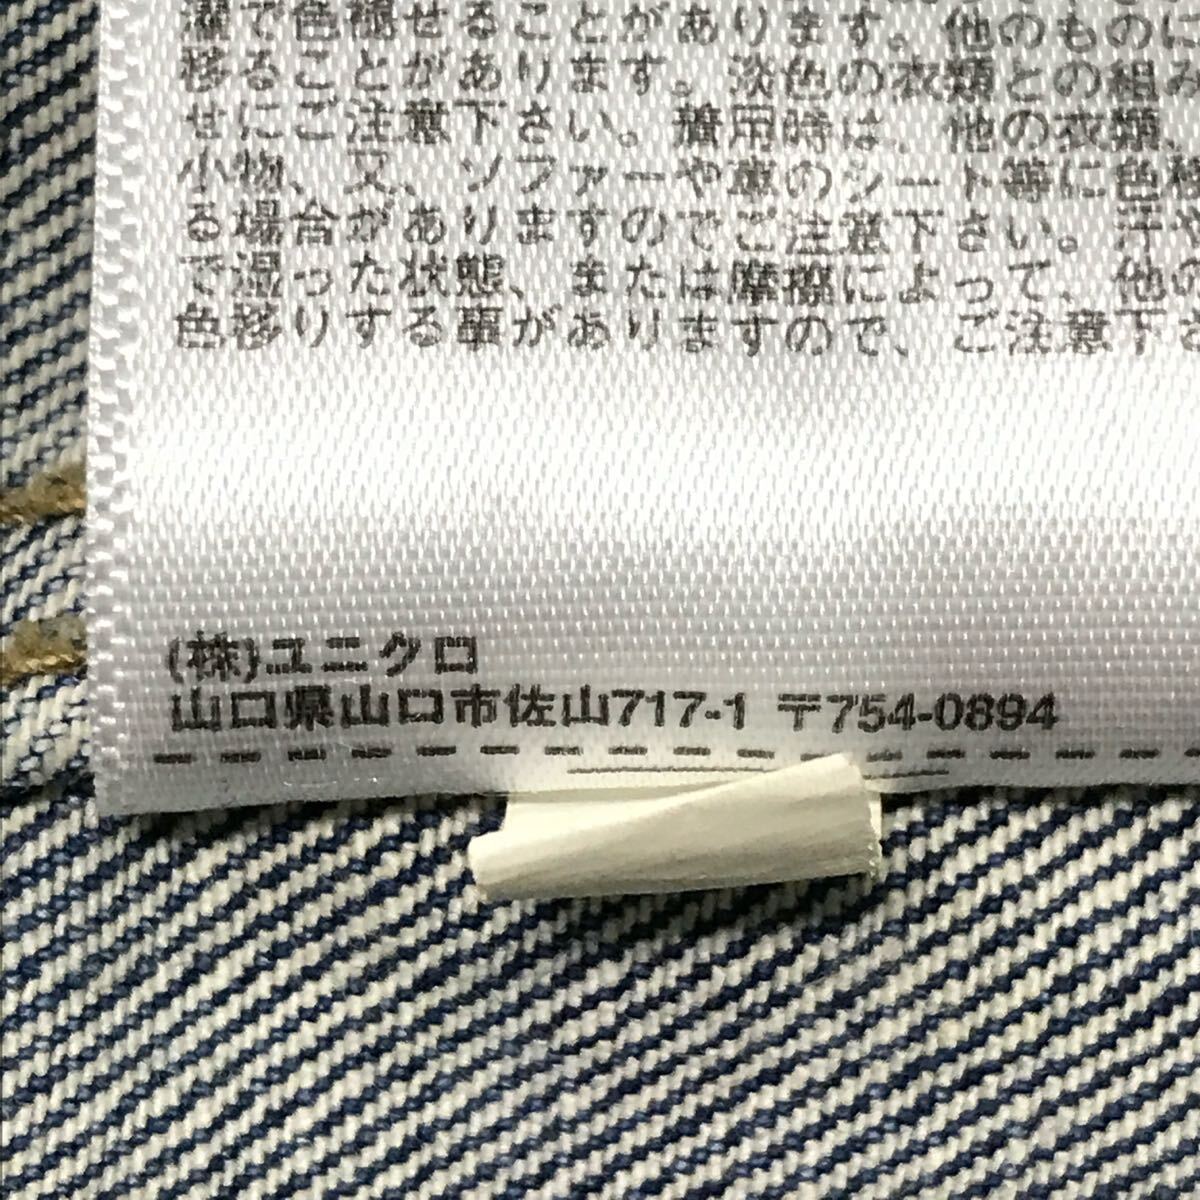 濯で色褪せることがあります。他のものに
移ることがあります。淡色の衣類との組み
せにご注意下さい。着用時は、他の衣類、
小物、又、ソファーや車のシート等に色移
る場合がありますのでご注意下さい。汗や
で湿った状態、または摩擦によって、他の
色移りする事がありますので、ご注意下さ
(株)ユニクロ
山口県山口市佐山717-1 〒754-0894